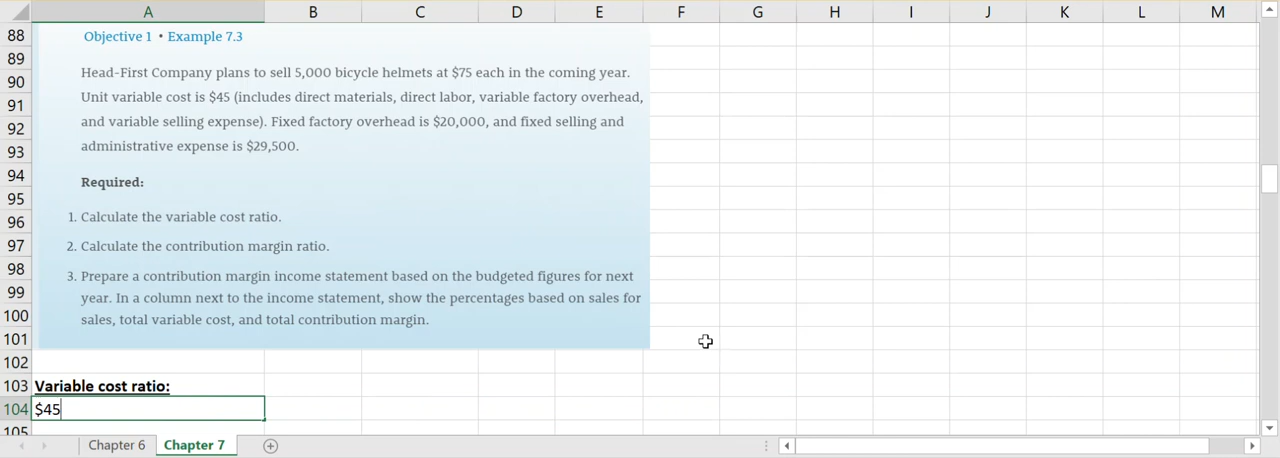 A B C D E F G H I J K L M
88 Objective 1 • Example 7.3
89
90 Head-First Company plans to sell 5,000 bicycle helmets at $75 each in the coming year.
91 Unit variable cost is $45 (includes direct materials, direct labor, variable factory overhead,
92 and variable selling expense). Fixed factory overhead is $20,000, and fixed selling and
93 administrative expense is $29,500.
94
95 Required:
96 1. Calculate the variable cost ratio.
97 2. Calculate the contribution margin ratio.
98 3. Prepare a contribution margin income statement based on the budgeted figures for next
99 year. In a column next to the income statement, show the percentages based on sales for
100 sales, total variable cost, and total contribution margin.
101
102
103 Variable cost ratio:
104 $45
105
Chapter 6 Chapter 7